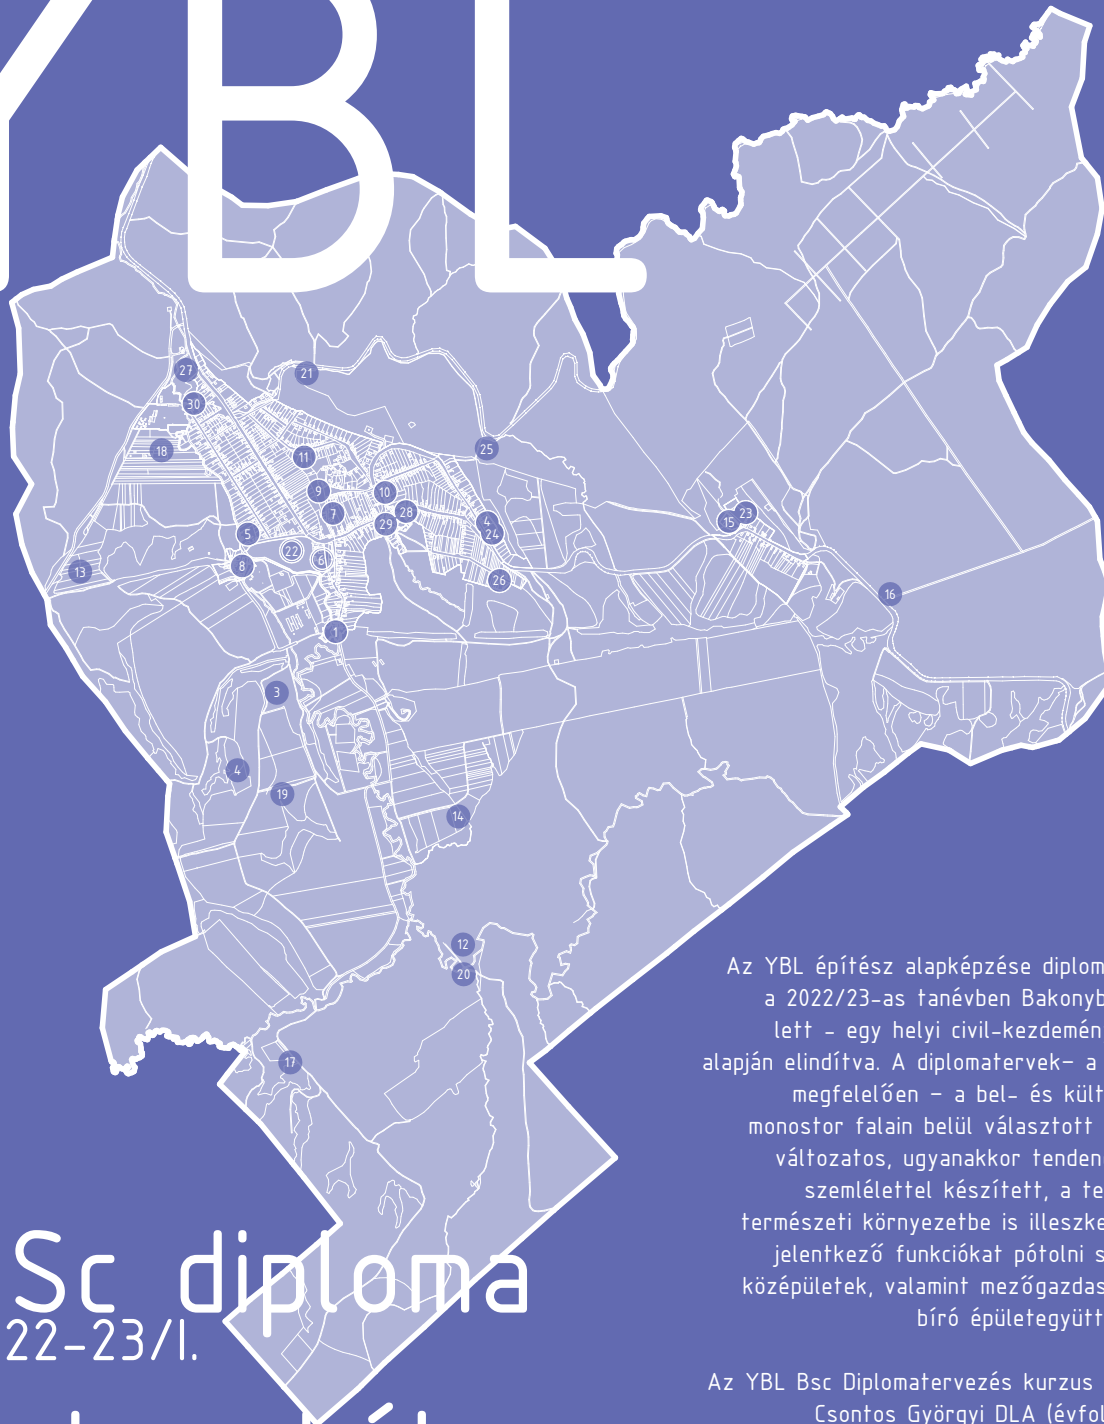 YBL
27
21
30
18
11
25
9
10
7
28
29
4
24
15
23
5
22
6
8
13
26
16
1
3
4
19
14
12
20
17
Az YBL építész alapképzése diplom
a 2022/23-as tanévben Bakonyb
lett - egy helyi civil-kezdemén
alapján elindítva. A diplomatervek– a
megfelelően – a bel- és kült
monostor falain belül választott
változatos, ugyanakkor tenden
szemlélettel készített, a te
természeti környezetbe is illeszke
jelentkező funkciókat pótolni s
középületek, valamint mezőgazdas
bíró épületegyütt
Az YBL Bsc Diplomatervezés kurzus
Csontos Györgyi DLA (évfol
Sc diploma
22-23/I.